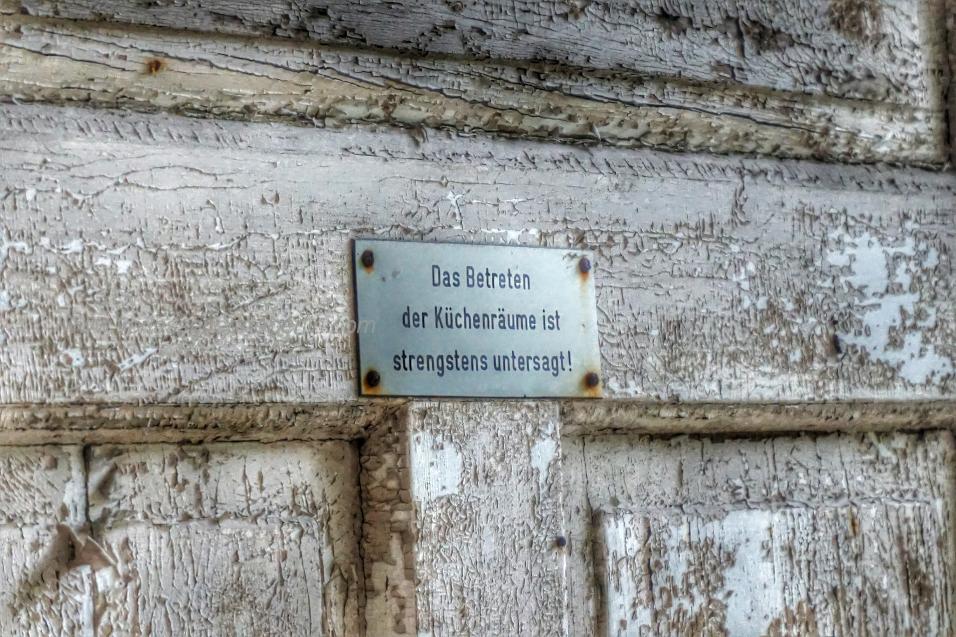 Das Betreten
der Küchenräume ist
strengstens untersagt!